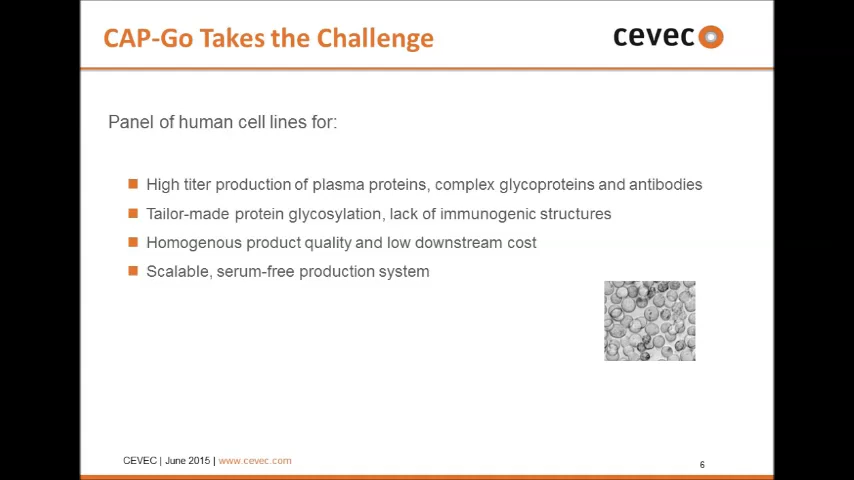 CAP-Go Takes the Challenge
cevec
Panel of human cell lines for:
High titer production of plasma proteins, complex glycoproteins and antibodies
Tailor-made protein glycosylation, lack of immunogenic structures
Homogenous product quality and low downstream cost
Scalable, serum-free production system
CEVEC | June 2015 | www.cevec.com
6